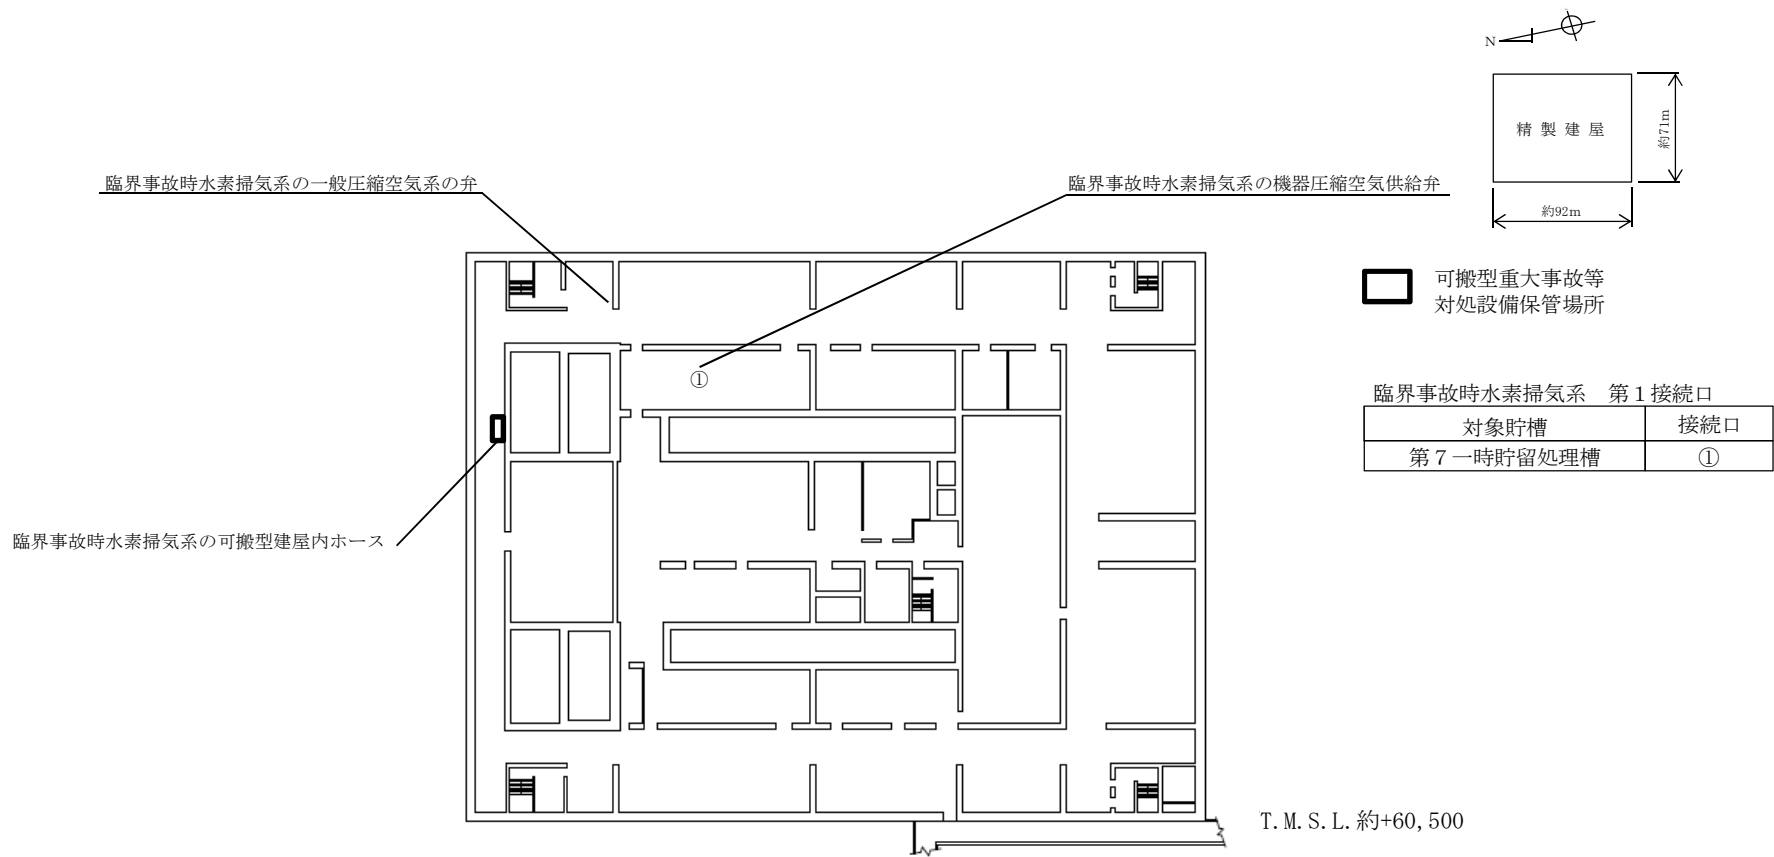 N
精製建屋
約71m
約92m
臨界事故時水素掃気系の一般圧縮空気系の弁
臨界事故時水素掃気系の機器圧縮空気供給弁
可搬型重大事故等
対処設備保管場所
①
臨界事故時水素掃気系　第１接続口
対象貯槽 接続口
第７一時貯留処理槽 ①
臨界事故時水素掃気系の可搬型建屋内ホース
T.M.S.L.約+60,500